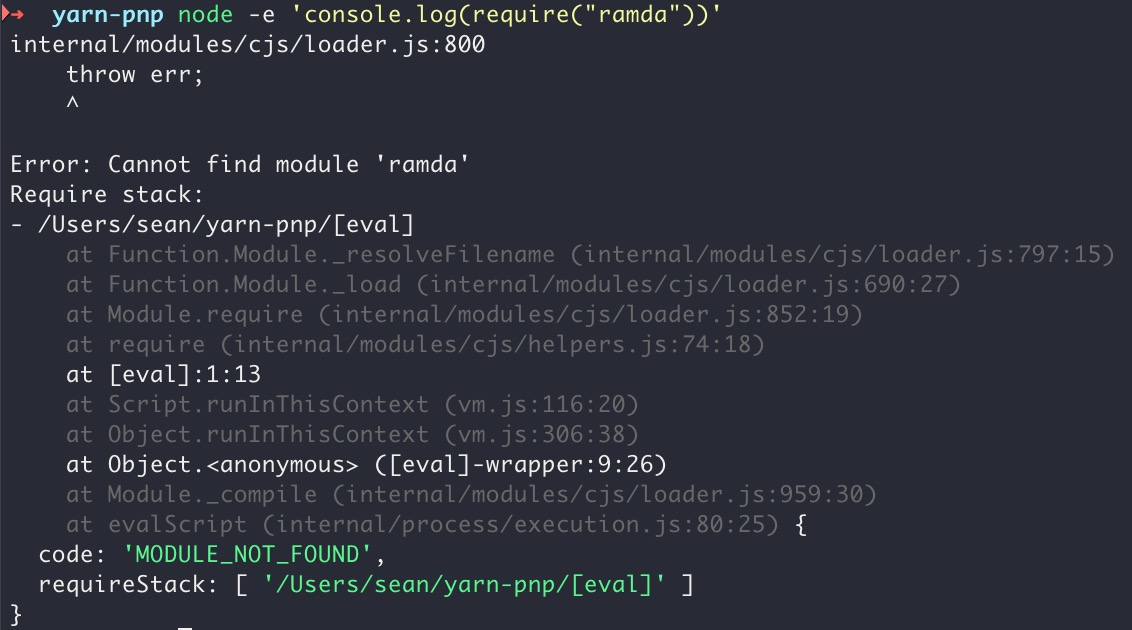 ➜ yarn-pnp node -e 'console.log(require("ramda"))'
internal/modules/cjs/loader.js:800
    throw err;
    ^

Error: Cannot find module 'ramda'
Require stack:
- /Users/sean/yarn-pnp/[eval]
    at Function.Module._resolveFilename (internal/modules/cjs/loader.js:797:15)
    at Function.Module._load (internal/modules/cjs/loader.js:690:27)
    at Module.require (internal/modules/cjs/loader.js:852:19)
    at require (internal/modules/cjs/helpers.js:74:18)
    at [eval]:1:13
    at Script.runInThisContext (vm.js:116:20)
    at Object.runInThisContext (vm.js:306:38)
    at Object.<anonymous> ([eval]-wrapper:9:26)
    at Module._compile (internal/modules/cjs/loader.js:959:30)
    at evalScript (internal/process/execution.js:80:25) {
  code: 'MODULE_NOT_FOUND',
  requireStack: [ '/Users/sean/yarn-pnp/[eval]' ]
}